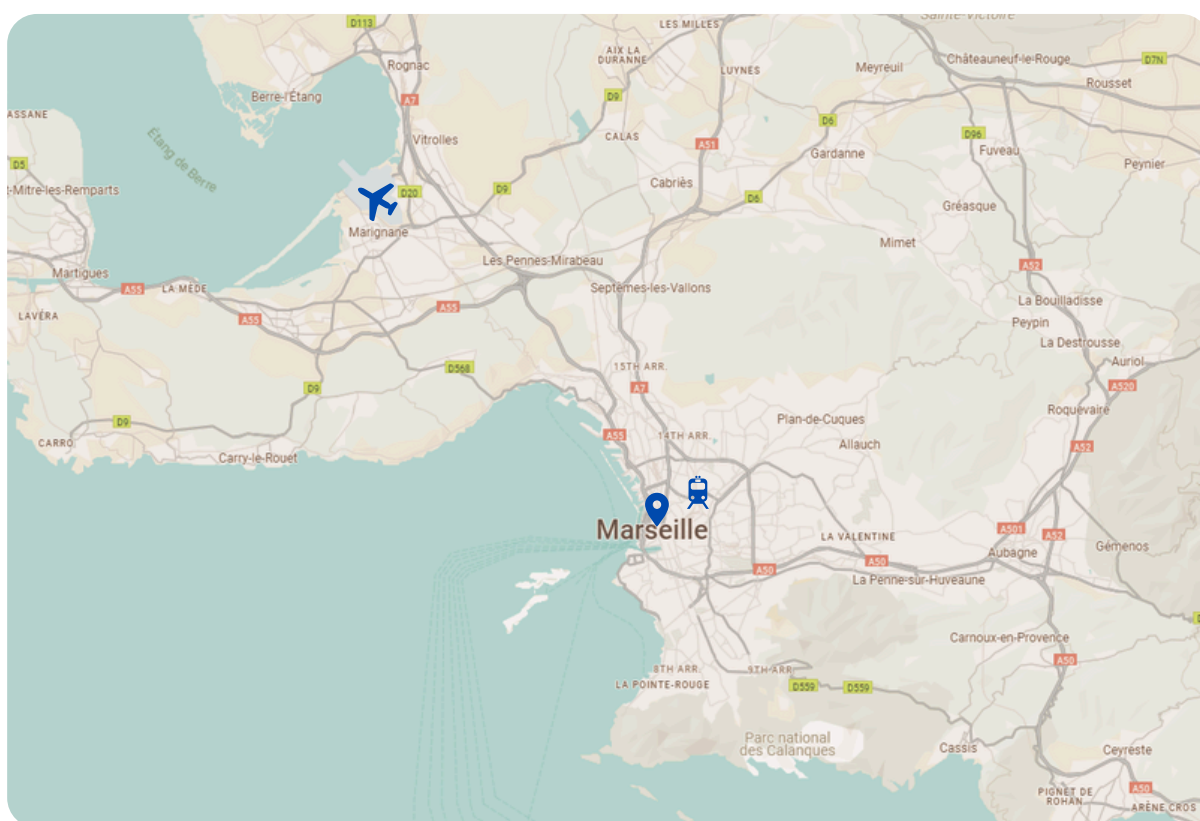 Sainte-Victoire
D113
LES MILLES
AIX LA
DURANNE
Rognac
LUYNES
Meyreuil
Châteauneuf-le-Rouge
D7N
Rousset
Berre-l'Étang
A7
D9
ASSANE
D6
D96
Vitrolles
CALAS
A51
Fuveau
Gardanne
Étang de Berre
D5
Peynier
t-Mitre-les-Remparts
D20
D9
Cabriès
D6
Gréasque
Marignane
Mimet
Les Pennes-Mirabeau
A52
Martigues
A55
LA MÈDE
Septèmes-les-Vallons
La Bouilladisse
LAVÉRA
A55
A55
Peypin
La Destrousse
Auriol
15TH ARR.
D568
D9
A7
A520
Roquevaire
D9
Plan-de-Cuques
CARRO
A55
14TH ARR.
Allauch
A52
Carry-le-Rouet
Marseille
A501
A52
LA VALENTINE
Gémenos
Aubagne
A50
A50
La Penne-sur-Huveaune
Carnoux-en-Provence
A50
8TH ARR.
9TH ARR.
LA POINTE-ROUGE
D559
D559
Parc national
des Calanques
Cassis
Ceyreste
A50
PIGNET DE
ROHAN
ARÈNE CROS